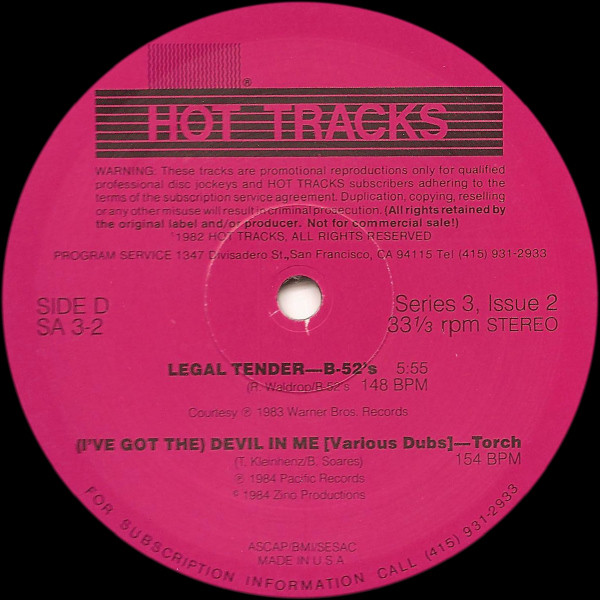 ®
HOT TRACKS
WARNING: These tracks are promotional reproductions only for qualified
professional disc jockeys and HOT TRACKS subscribers adhering to the
terms of the subscription service agreement. Duplication, copying, reselling
or any other misuse will result in criminal prosecution. (All rights retained by
the original label and/or producer. Not for commercial sale!)
1982 HOT TRACKS, ALL RIGHTS RESERVED
PROGRAM SERVICE 1347 Divisadero St., San Francisco, CA 94115 Tel (415) 931-2933
SIDE D
SA 3-2
Series 3, Issue 2
33⅓ rpm STEREO
LEGAL TENDER—B-52's 5:55
(R. Waldrop/B.52's 148 BPM
Courtesy ℗ 1983 Warner Bros. Records
(I'VE GOT THE) DEVIL IN ME [Various Dubs]—Torch
(T. Kleinhenz/B. Soares) 154 BPM
℗ 1984 Pacific Records
© 1984 Zino Productions
ASCAP/BMI/SESAC
MADE IN U.S.A
FOR SUBSCRIPTION INFORMATION CALL (415) 931-2933